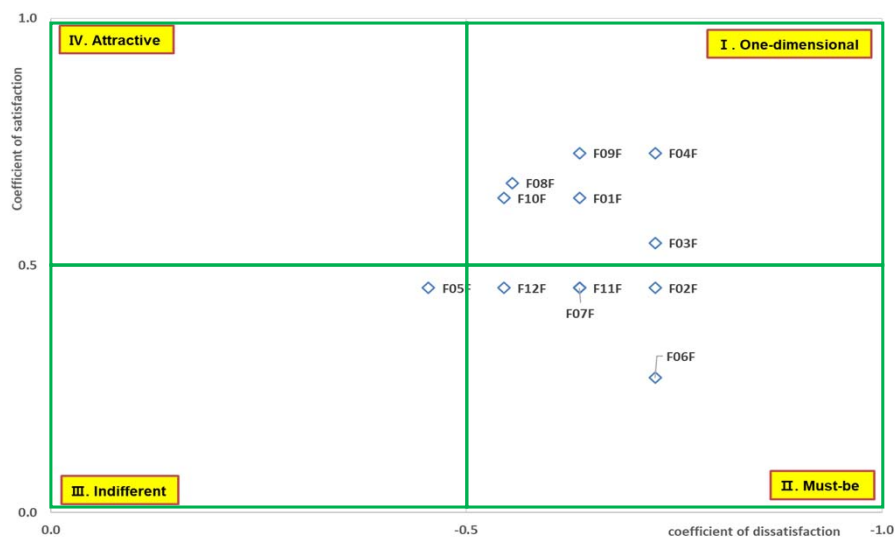 1.0
Ⅳ. Attractive
Ⅰ. One-dimensional
Coefficient of satisfaction
F09F
F04F
F08F
F10F
F01F
F03F
0.5
F05F
F12F
F11F
F02F
F07F
F06F
Ⅲ. Indifferent
Ⅱ. Must-be
0.0
0.0
-0.5
coefficient of dissatisfaction
-1.0